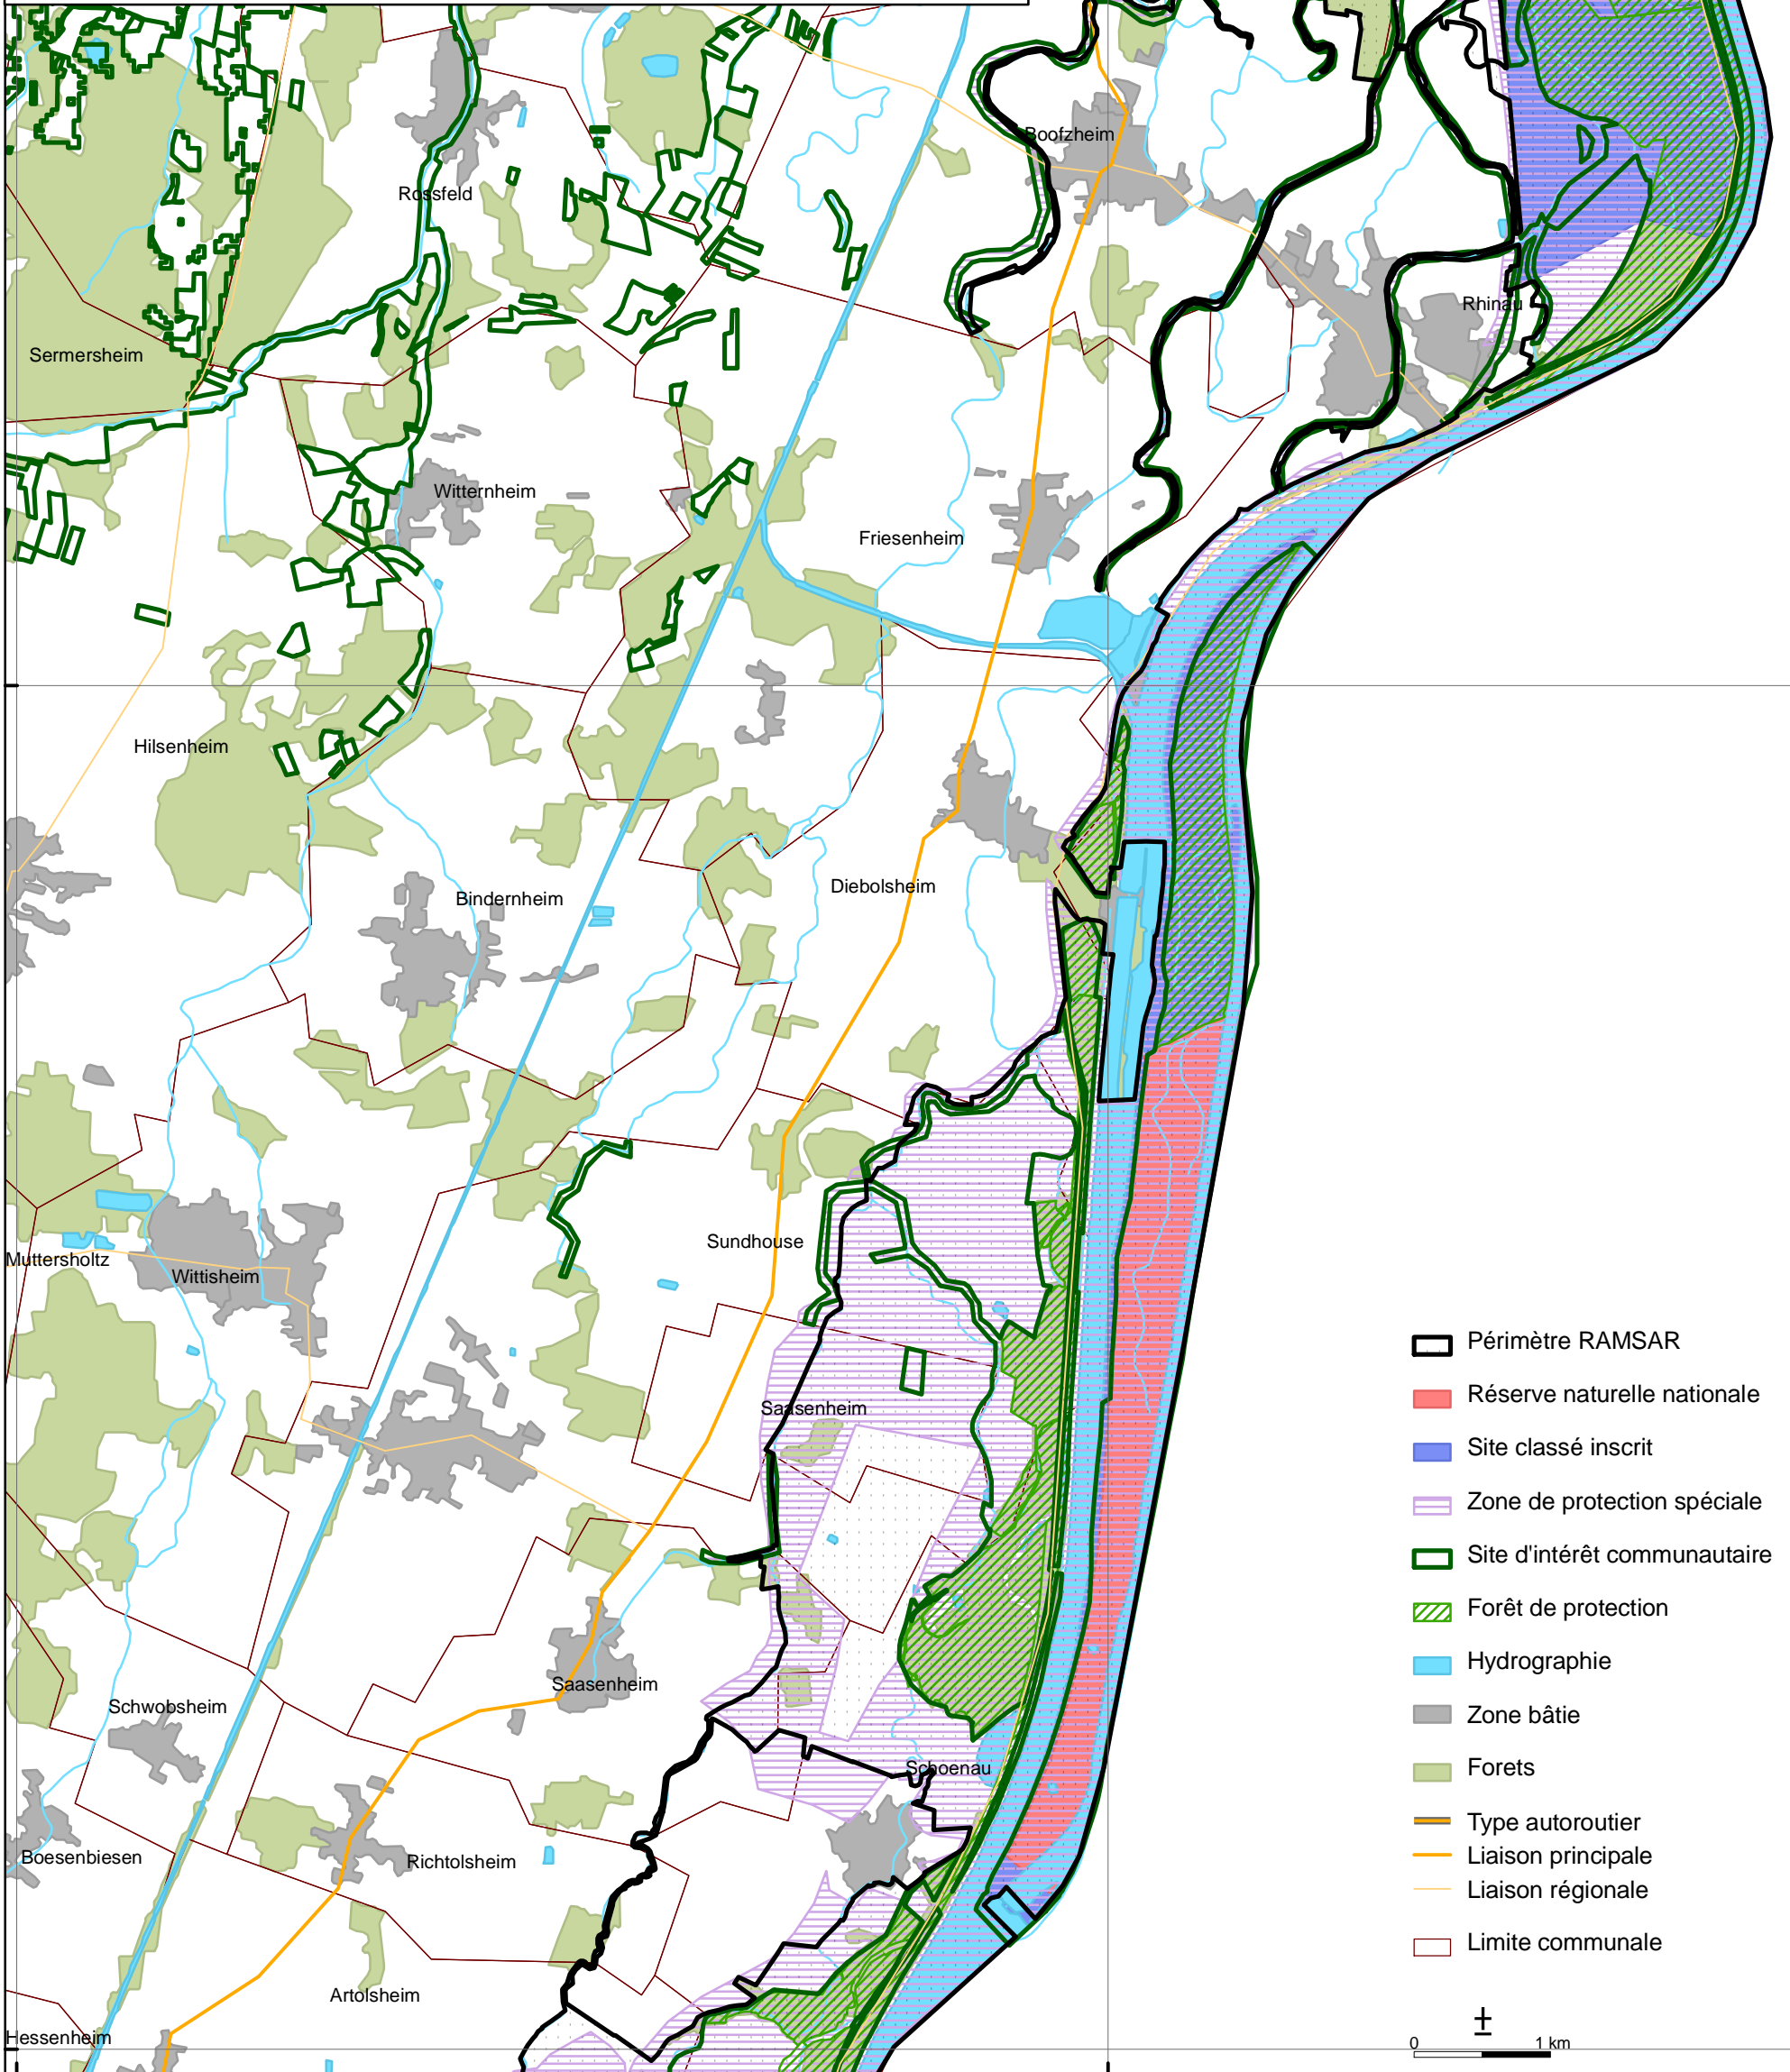 Boofzheim
Rossfeld
Rhinau
Sermersheim
Witternheim
Friesenheim
Hilsenheim
Diebolsheim
Bindernheim
Sundhouse
Muttersholtz
Wittisheim
Saasenheim
Saasenheim
Schwobsheim
Schoenau
Boesenbiesen
Richtolsheim
Artolsheim
Hessenheim
Périmètre RAMSAR
Réserve naturelle nationale
Site classé inscrit
Zone de protection spéciale
Site d'intérêt communautaire
Forêt de protection
Hydrographie
Zone bâtie
Forets
Type autoroutier
Liaison principale
Liaison régionale
Limite communale
±
0 1 km